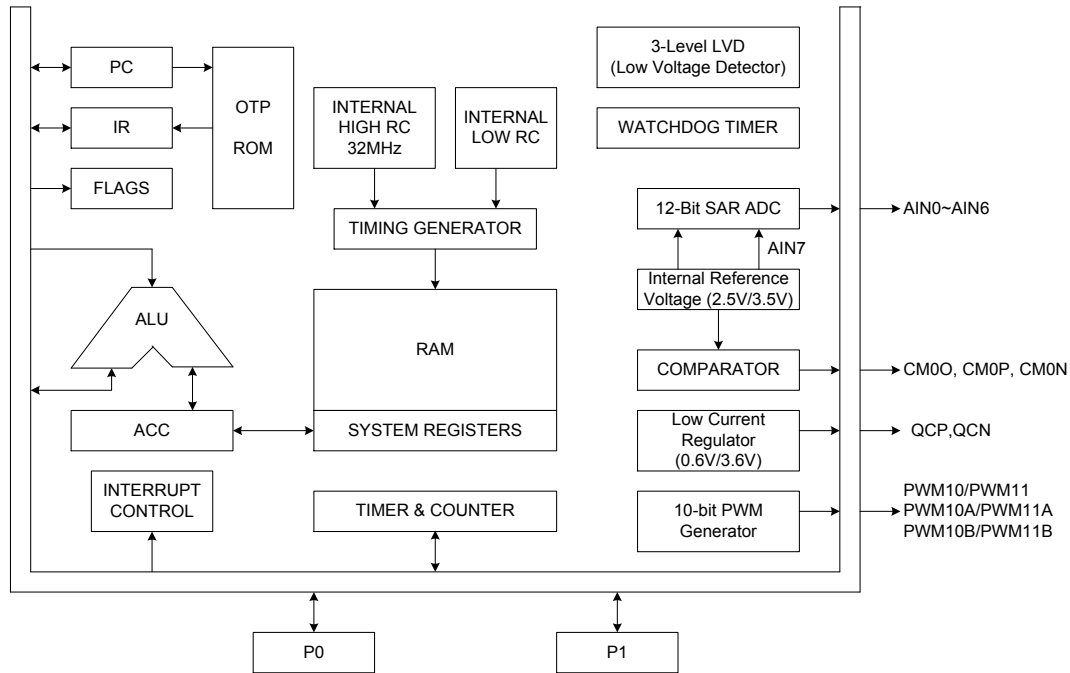 PC
IR
FLAGS
OTP
ROM
INTERNAL
HIGH RC
32MHz
INTERNAL
LOW RC
TIMING GENERATOR
3-Level LVD
(Low Voltage Detector)
WATCHDOG TIMER
12-Bit SAR ADC
AIN0~AIN6
AIN7
Internal Reference
Voltage (2.5V/3.5V)
ALU
RAM
COMPARATOR
CM0O, CM0P, CM0N
ACC
SYSTEM REGISTERS
Low Current
Regulator
(0.6V/3.6V)
QCP,QCN
INTERRUPT
CONTROL
TIMER & COUNTER
10-bit PWM
Generator
PWM10/PWM11
PWM10A/PWM11A
PWM10B/PWM11B
P0
P1